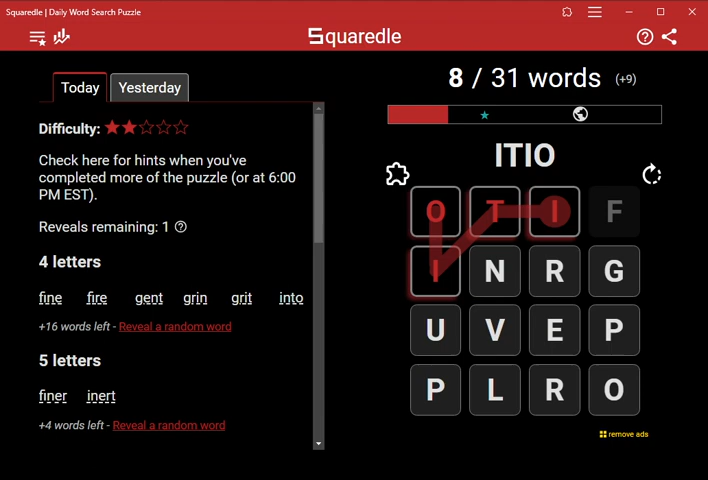 Squaredle | Daily Word Search Puzzle
Squaredle
Today
Yesterday
Difficulty:
Check here for hints when you've
completed more of the puzzle (or at 6:00
PM EST).
Reveals remaining: 1
4 letters
fine fire gent grin grit into
+16 words left - Reveal a random word
5 letters
finer inert
+4 words left - Reveal a random word
8 / 31 words (+9)
ITIO
O T I F
I N R G
U V E P
P L R O
remove ads